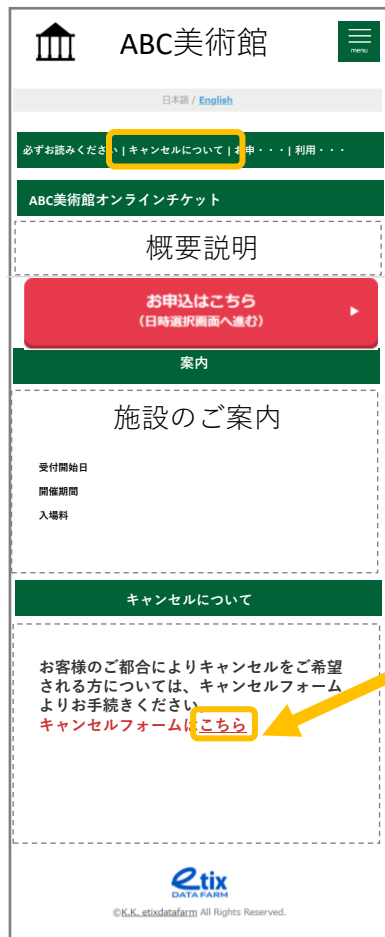 ABC美術館
menu
日本語 / English
必ずお読みください | キャンセルについて | お申・・・| 利用・・・
ABC美術館オンラインチケット
概要説明
お申込はこちら
(日時選択画面へ進む)
案内
施設のご案内
受付開始日
開催期間
入場料
キャンセルについて
お客様のご都合によりキャンセルをご希望
される方については、キャンセルフォーム
よりお手続きください。
キャンセルフォームはこちら
etix
DATA FARM
©K.K. etixdatafarm All Rights Reserved.